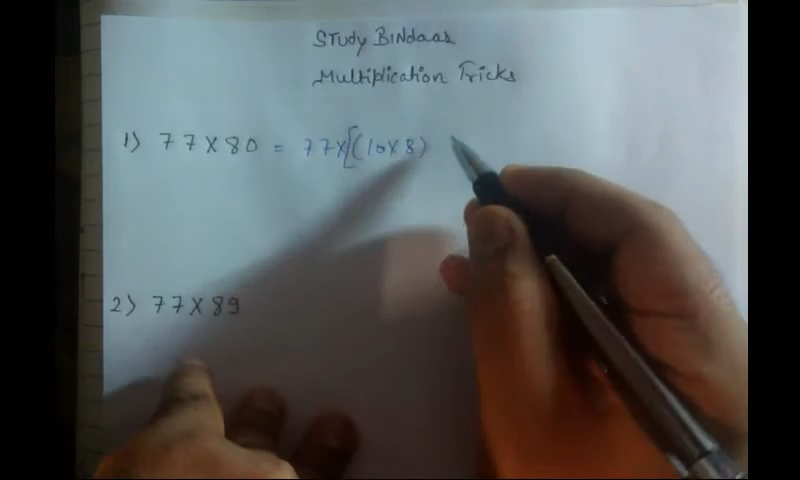 STudy BINdaas
Multiplication Tricks
1) 77×80 = 77×[(10×8)
2) 77×89